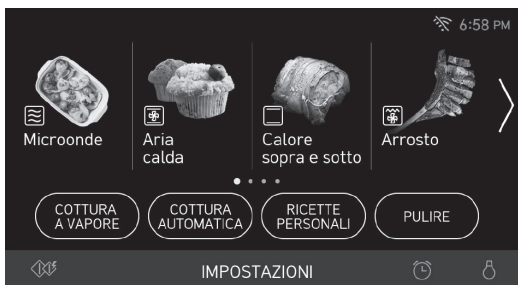 6:58 PM
Microonde
Aria
calda
Calore
sopra e sotto
Arrosto
COTTURA
A VAPORE
COTTURA
AUTOMATICA
RICETTE
PERSONALI
PULIRE
IMPOSTAZIONI